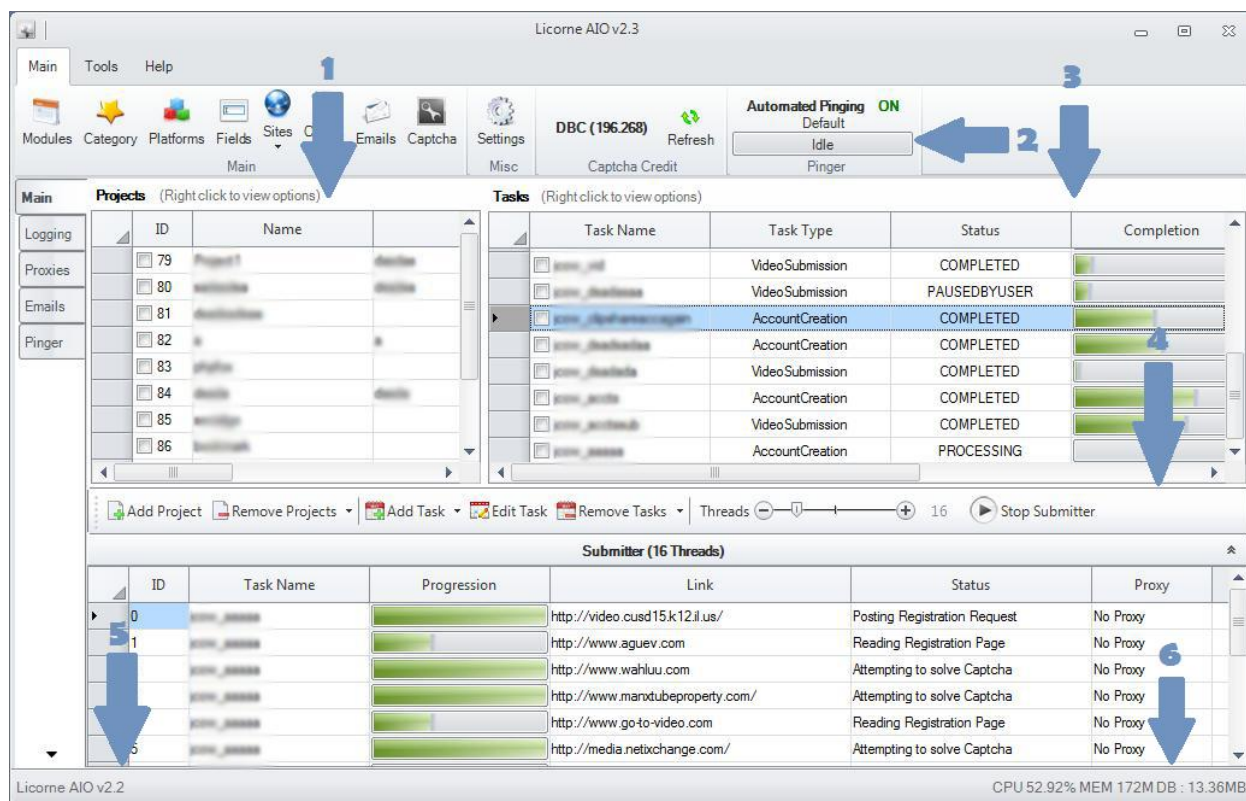 Licorne AIO v2.3
Main Tools Help
1
3
Modules Category Platforms Fields Sites Emails Captcha Settings DBC (196.268) Refresh Automated Pinging ON
Default
Idle
2
Main Misc Captcha Credit Pinger
Main
Logging
Proxies
Emails
Pinger
Projects (Right click to view options)
ID Name
79
80
81
82
83
84
85
86
Tasks (Right click to view options)
Task Name Task Type Status Completion
VideoSubmission COMPLETED
VideoSubmission PAUSEDBYUSER
AccountCreation COMPLETED
AccountCreation COMPLETED
VideoSubmission COMPLETED
AccountCreation COMPLETED
VideoSubmission COMPLETED
AccountCreation PROCESSING
4
Add Project Remove Projects Add Task Edit Task Remove Tasks Threads 16 Stop Submitter
Submitter (16 Threads)
ID Task Name Progression Link Status Proxy
0 http://video.cusd15.k12.il.us/ Posting Registration Request No Proxy
1 http://www.aguev.com Reading Registration Page No Proxy
http://www.wahluu.com Attempting to solve Captcha No Proxy
http://www.manxtubeproperty.com/ Attempting to solve Captcha No Proxy
http://www.go-to-video.com Reading Registration Page No Proxy
5 http://media.netixchange.com/ Attempting to solve Captcha No Proxy
5
6
Licorne AIO v2.2
CPU 52.92% MEM 172M DB : 13.36MB